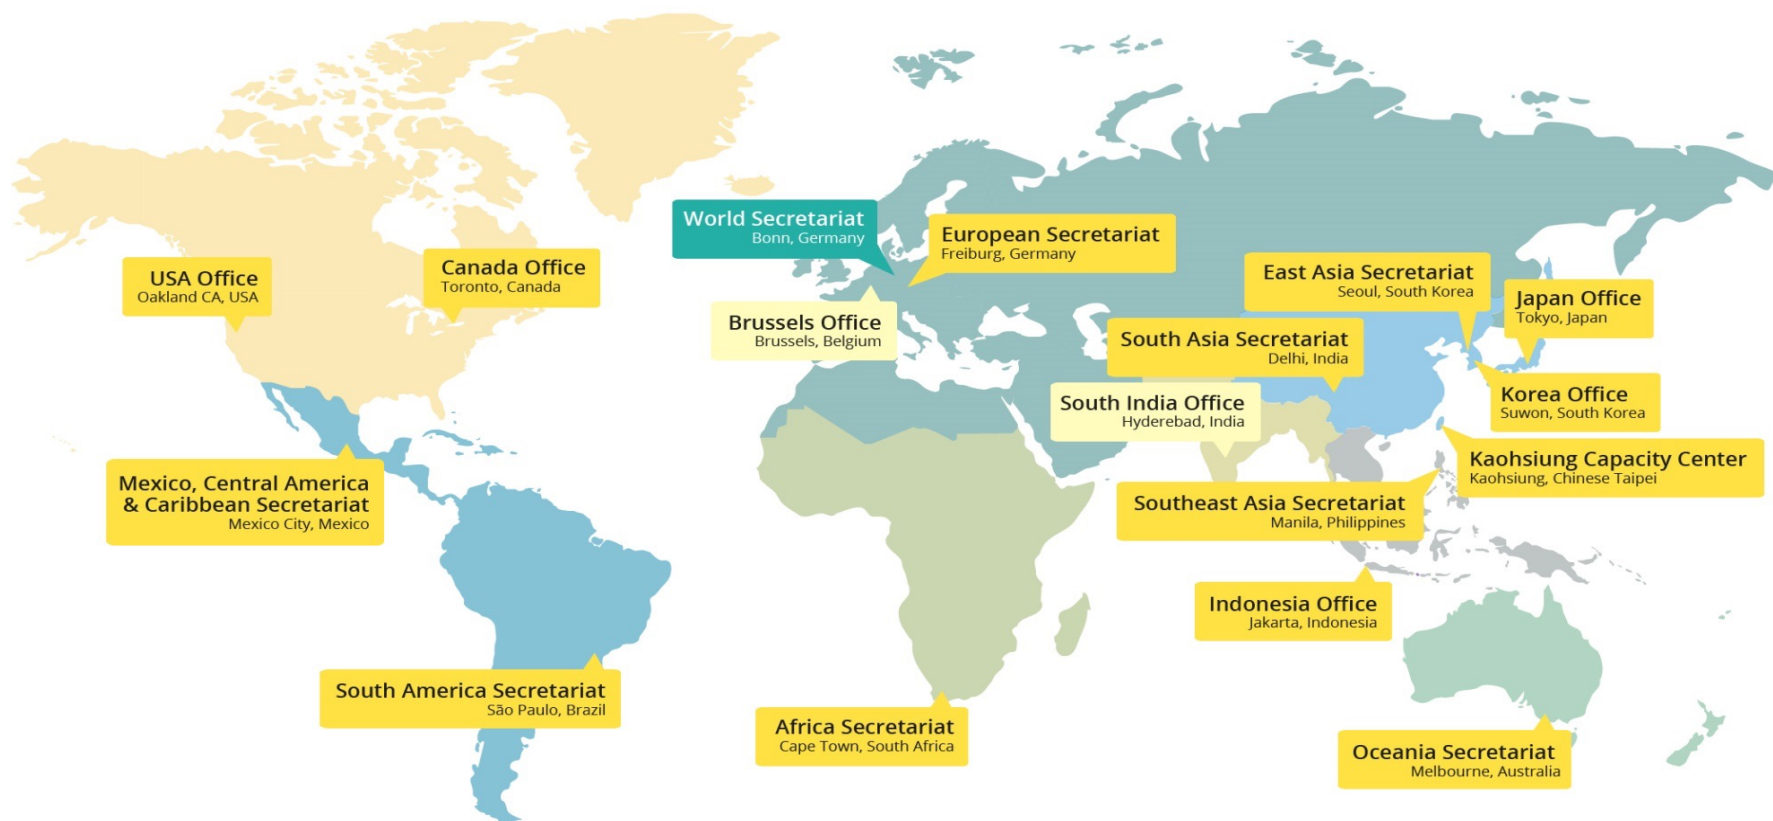 World Secretariat
Bonn, Germany
European Secretariat
Freiburg, Germany
USA Office
Oakland CA, USA
Canada Office
Toronto, Canada
East Asia Secretariat
Seoul, South Korea
Japan Office
Tokyo, Japan
Brussels Office
Brussels, Belgium
South Asia Secretariat
Delhi, India
South India Office
Hyderebad, India
Korea Office
Suwon, South Korea
Mexico, Central America
& Caribbean Secretariat
Mexico City, Mexico
Kaohsiung Capacity Center
Kaohsiung, Chinese Taipei
Southeast Asia Secretariat
Manila, Philippines
Indonesia Office
Jakarta, Indonesia
South America Secretariat
São Paulo, Brazil
Africa Secretariat
Cape Town, South Africa
Oceania Secretariat
Melbourne, Australia